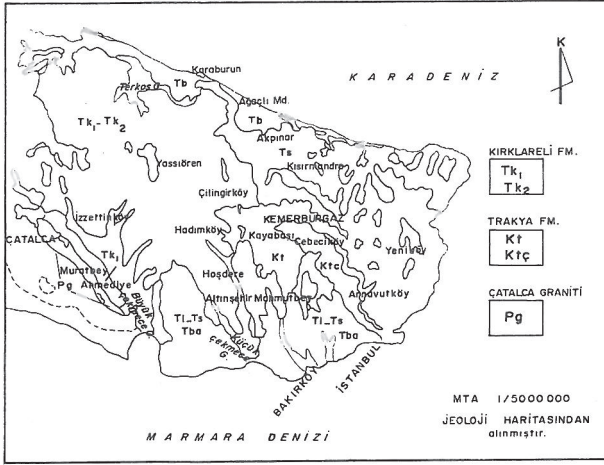 K
KARADENİZ
Karaburun
Terkos G.
Tb
Ağaçlı Md.
Tb
Akpınar
Ts
Tk₁-Tk₂
Yassıören
Kısırmandra
Çilingirköy
İzzettinköy
KEMERBURGAZ
Hadımköy
Kayabaşı
Cebeciköy
Yeniköy
ÇATALCA
Tk₁
Muratbey
Pg
Ahmediye
Hoşdere
Kt
Ktç
Büyük
Çekmece G.
Altınşehir
Mahmutbey
Arnavutköy
Tl-Ts
Tba
Küçük
çekmece
G.
Tl-Ts
Tba
BAKIRKÖY
İSTANBUL
MARMARA DENİZİ
KIRKLARELİ FM.
Tk₁
Tk₂
TRAKYA FM.
Kt
Ktç
ÇATALCA GRANİTİ
Pg
MTA 1/5000000
JEOLOJİ HARİTASINDAN
alınmıştır.